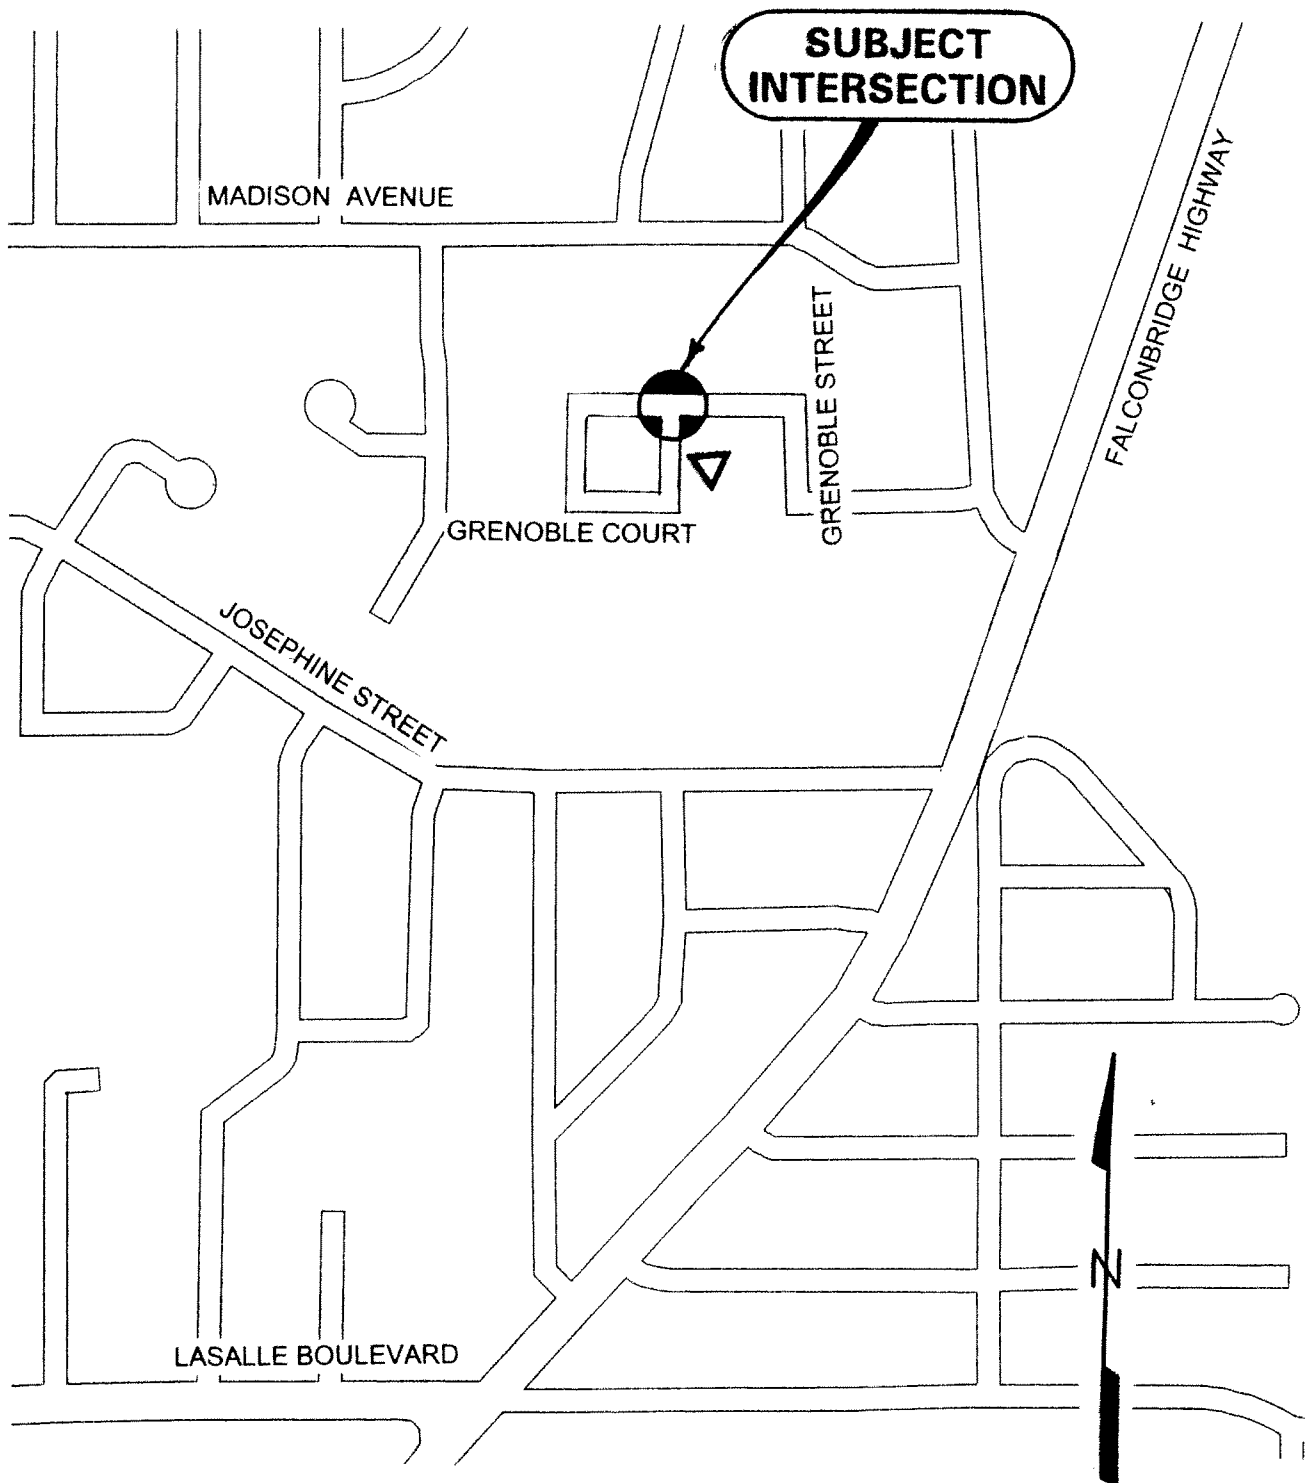 SUBJECT
INTERSECTION
MADISON AVENUE
FALCONBRIDGE HIGHWAY
GRENOBLE STREET
GRENOBLE COURT
JOSEPHINE STREET
N
LASALLE BOULEVARD